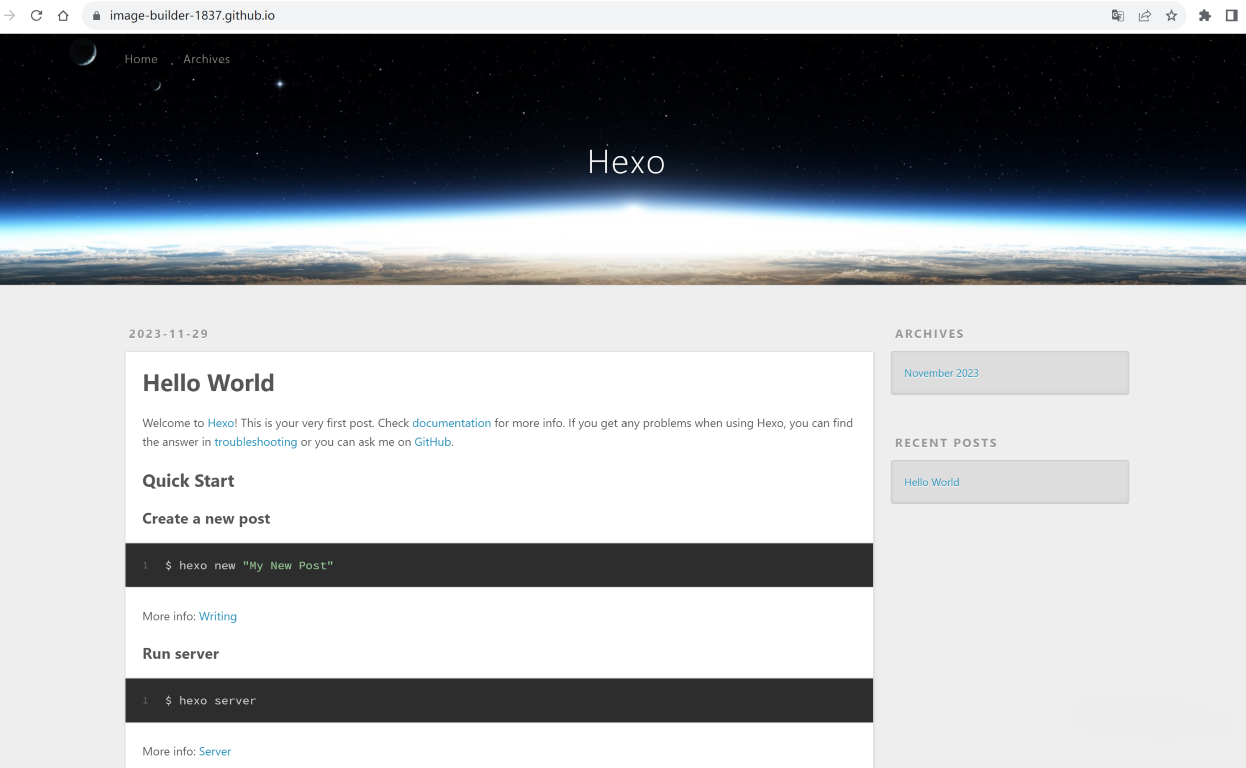 image-builder-1837.github.io
Home Archives
Hexo
2023-11-29
Hello World
Welcome to Hexo! This is your very first post. Check documentation for more info. If you get any problems when using Hexo, you can find
the answer in troubleshooting or you can ask me on GitHub.
Quick Start
Create a new post
1 $ hexo new "My New Post"
More info: Writing
Run server
1 $ hexo server
More info: Server
ARCHIVES
November 2023
RECENT POSTS
Hello World